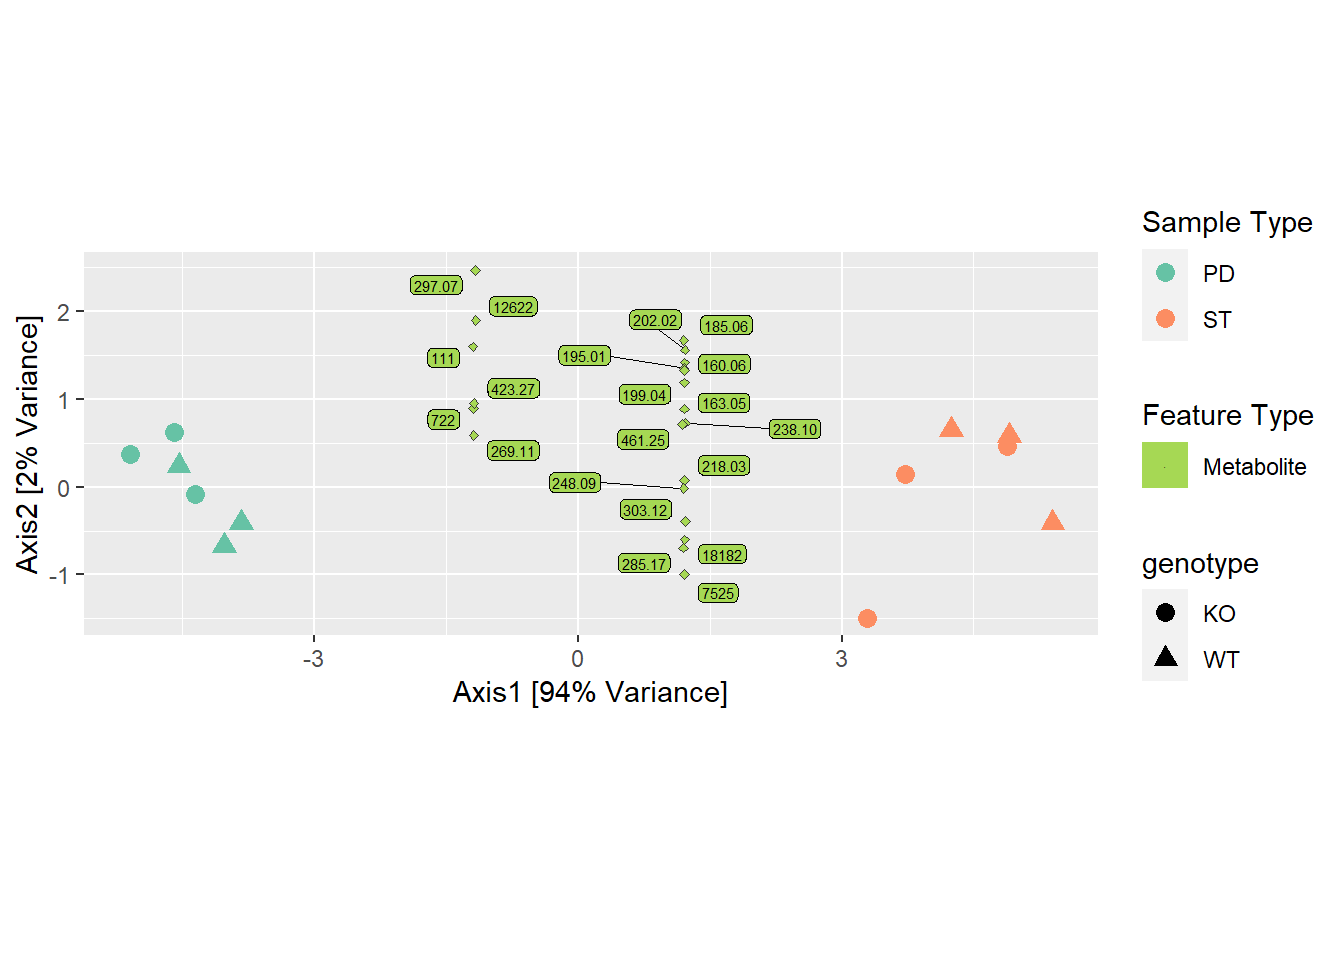 Axis2 [2% Variance]
2
1
0
-1
297.07
12622
111
423.27
722
269.11
202.02
185.06
195.01
160.06
199.04
163.05
238.10
461.25
218.03
248.09
303.12
18182
285.17
7525
-3
0
3
Axis1 [94% Variance]
Sample Type
PD
ST
Feature Type
Metabolite
genotype
KO
WT